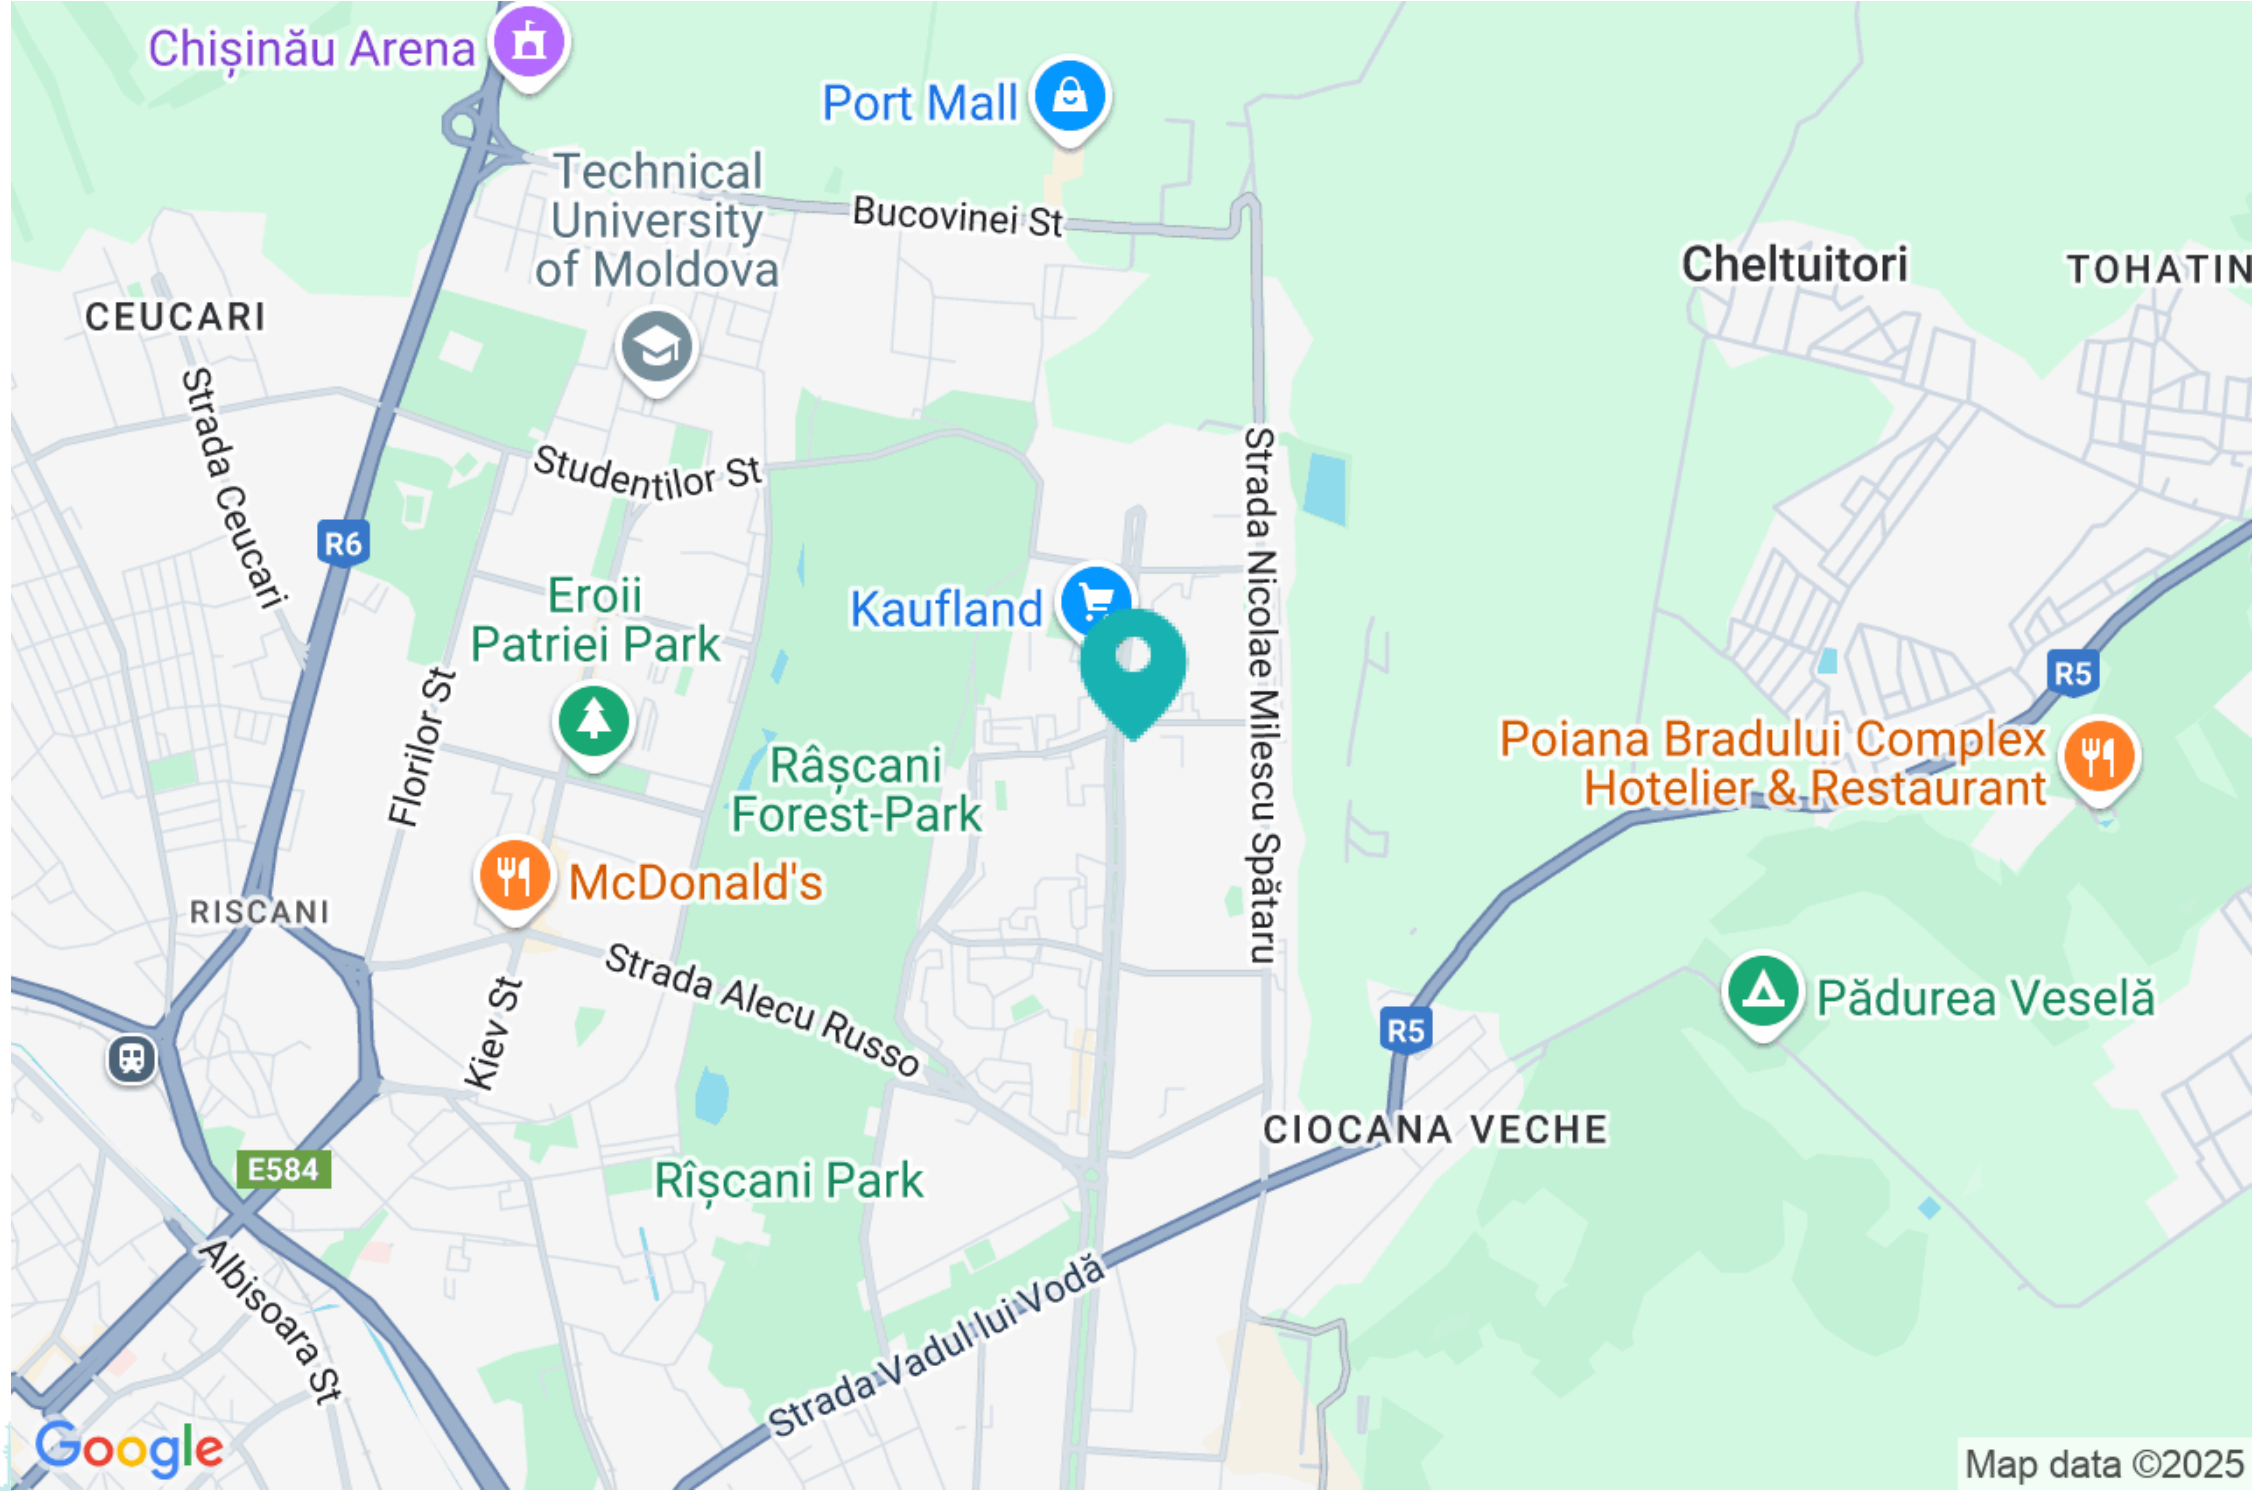 Chișinău Arena
Port Mall
Technical
University
of Moldova
Bucovinei St
Cheltuitori
TOHATIN
CEUCARI
Strada Ceucari
Studentilor St
Strada Nicolae Milescu Spătaru
R6
Eroii
Patriei Park
Kaufland
R5
Florilor St
Râșcani
Forest-Park
Poiana Bradului Complex
Hotelier & Restaurant
McDonald's
RISCANI
Strada Alecu Russo
Kiev St
R5
Pădurea Veselă
CIOCANA VECHE
E584
Rîșcani Park
Albisoara St
Strada Vadul lui Vodă
Google
Map data ©2025